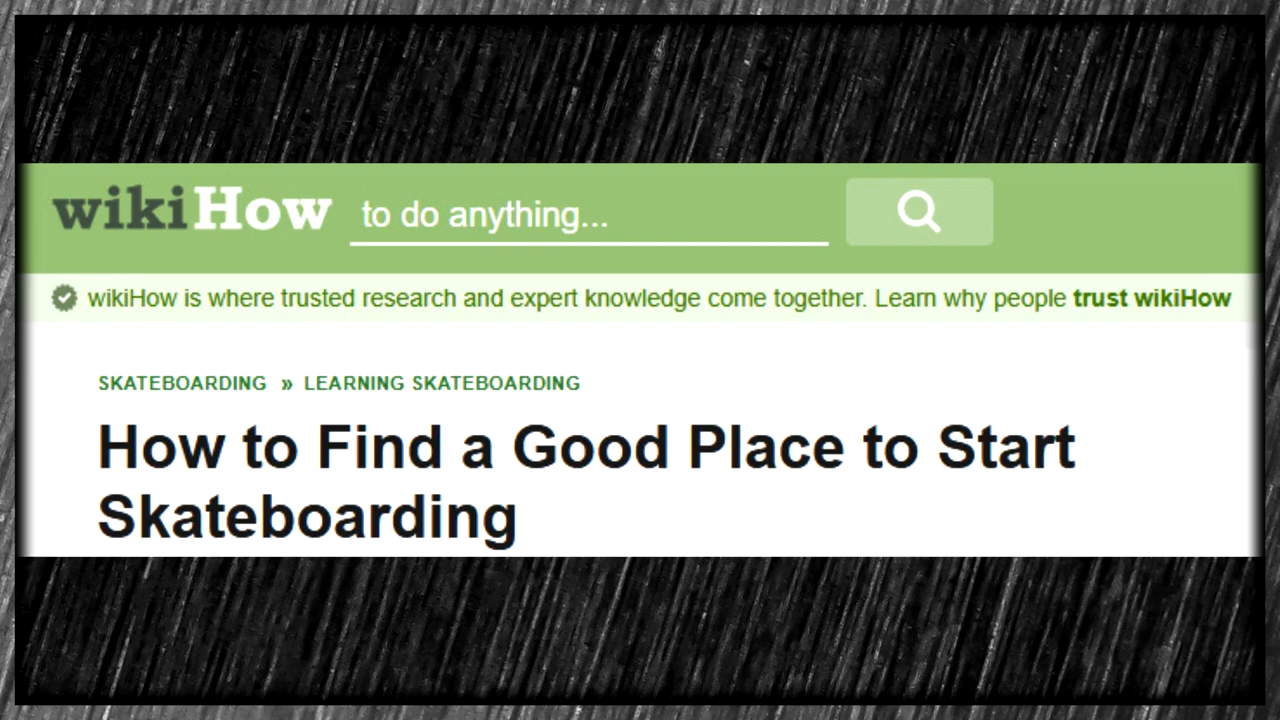 wikiHow to do anything...
wikiHow is where trusted research and expert knowledge come together. Learn why people trust wikiHow
SKATEBOARDING » LEARNING SKATEBOARDING
How to Find a Good Place to Start
Skateboarding